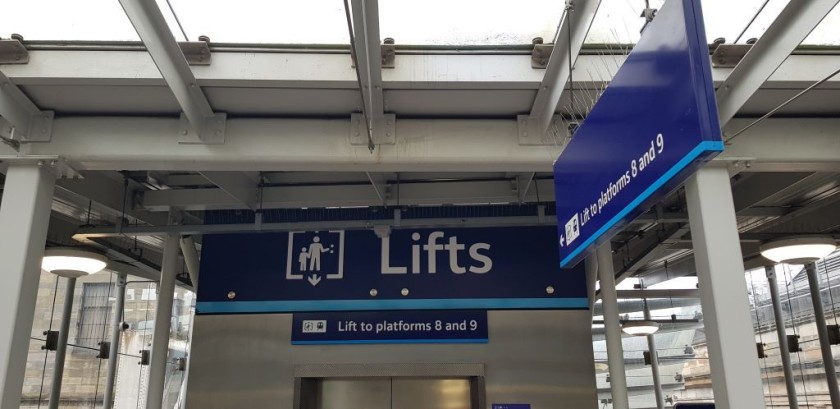 Lifts
Lift to platforms 8 and 9
Lift to platforms 8 and 9